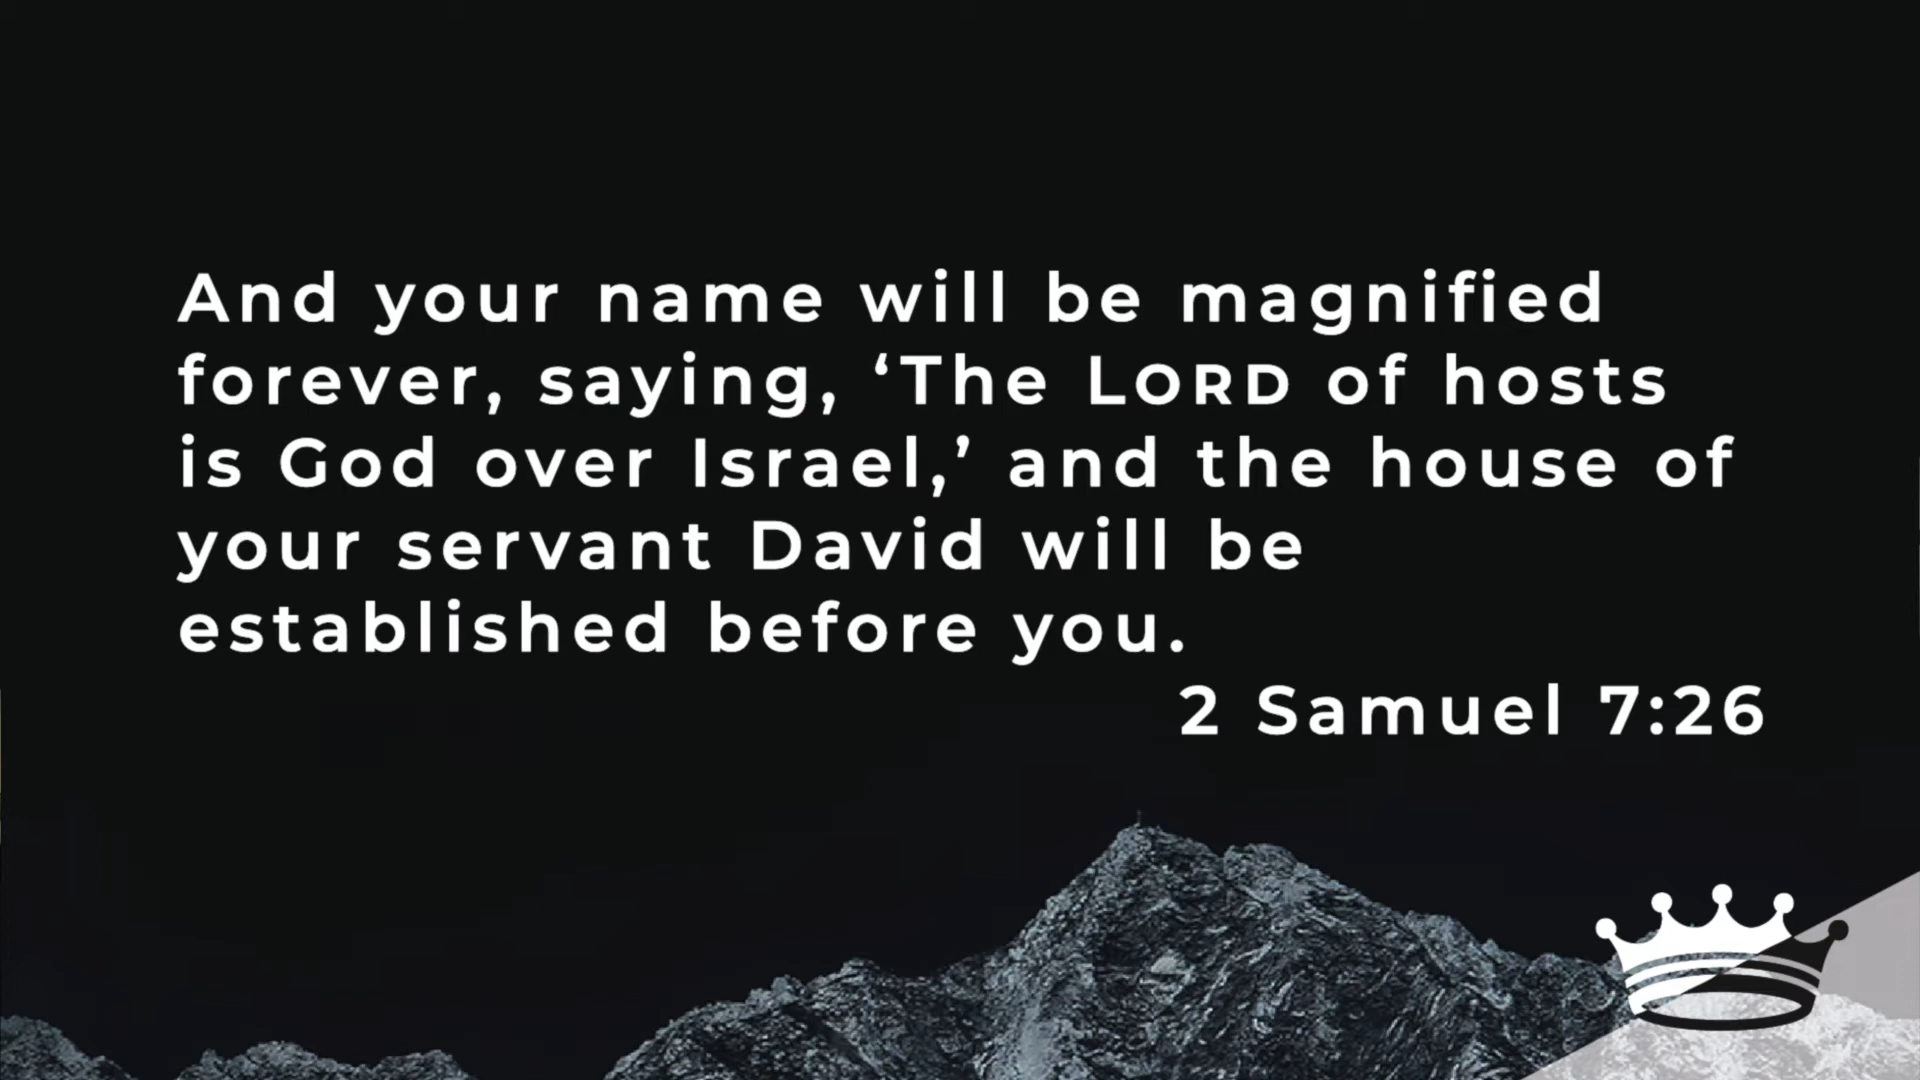 And your name will be magnified
forever, saying, ‘The LORD of hosts
is God over Israel,’ and the house of
your servant David will be
established before you.
2 Samuel 7:26